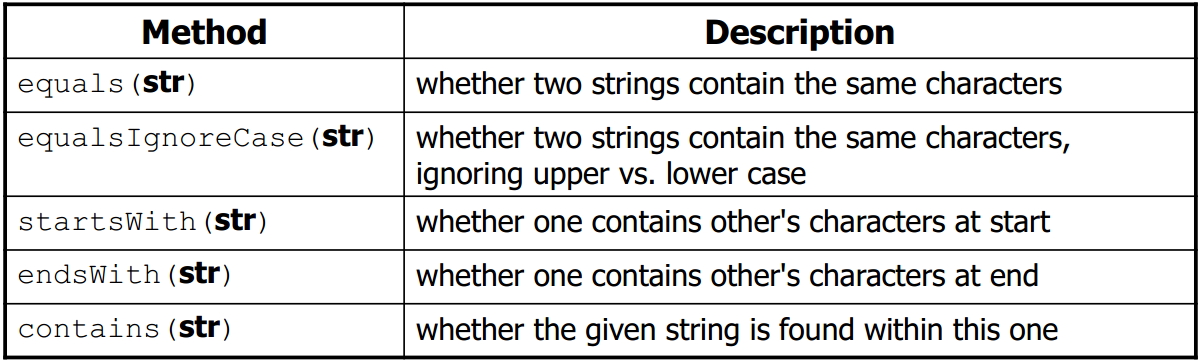 Method Description
equals(str) whether two strings contain the same characters
equalsIgnoreCase(str) whether two strings contain the same characters,
ignoring upper vs. lower case
startsWith(str) whether one contains other's characters at start
endsWith(str) whether one contains other's characters at end
contains(str) whether the given string is found within this one